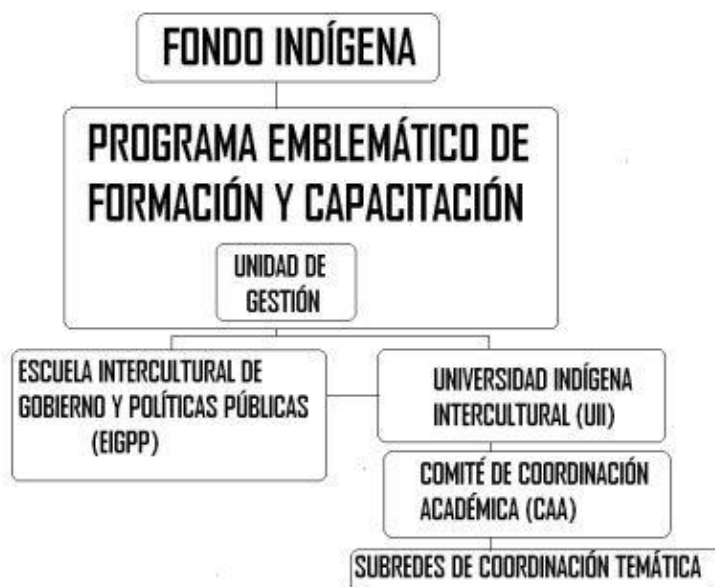 FONDO INDÍGENA
PROGRAMA EMBLEMÁTICO DE
FORMACIÓN Y CAPACITACIÓN
UNIDAD DE
GESTIÓN
ESCUELA INTERCULTURAL DE
GOBIERNO Y POLÍTICAS PÚBLICAS
(EIGPP)
UNIVERSIDAD INDÍGENA
INTERCULTURAL (UII)
COMITÉ DE COORDINACIÓN
ACADÉMICA (CAA)
SUBREDES DE COORDINACIÓN TEMÁTICA